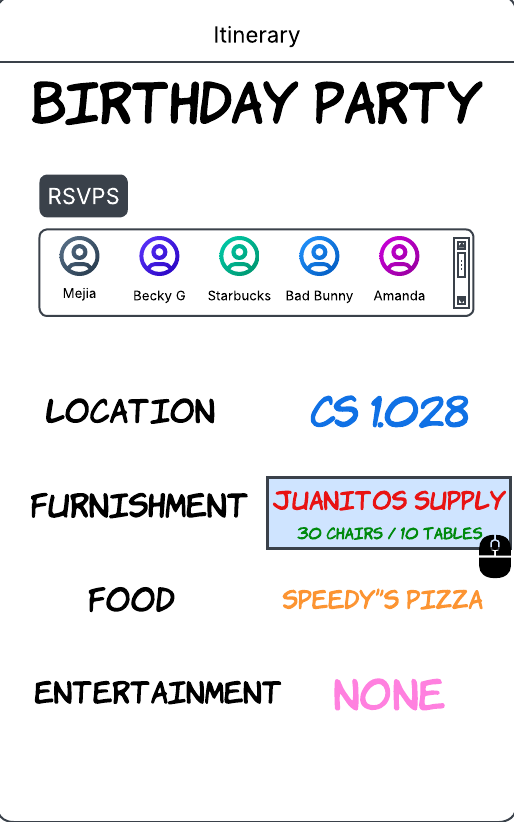 Itinerary
BIRTHDAY PARTY
RSVPS
Mejia Becky G Starbucks Bad Bunny Amanda
LOCATION CS 1.028
FURNISHMENT JUANITOS SUPPLY
30 CHAIRS / 10 TABLES
FOOD SPEEDY"S PIZZA
ENTERTAINMENT NONE